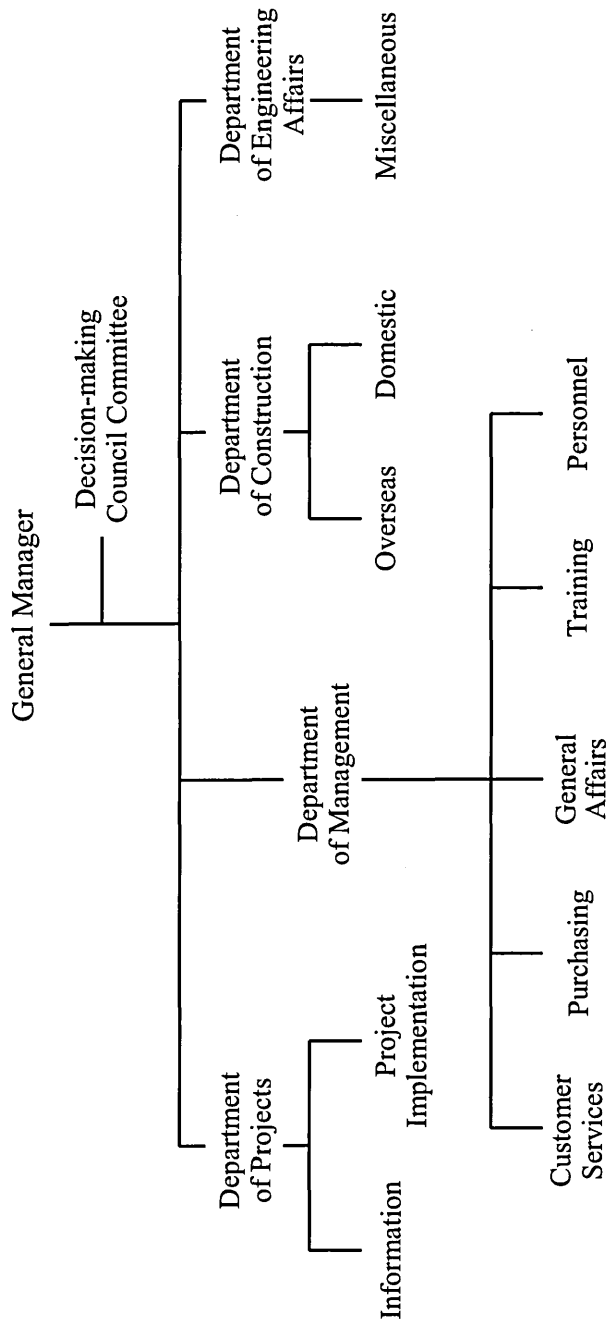 General Manager
Decision-making
Council Committee
Department
of Projects
Department
of Management
Department
of Construction
Department
of Engineering
Affairs
Information
Project
Implementation
Overseas
Domestic
Miscellaneous
Customer
Services
Purchasing
General
Affairs
Training
Personnel